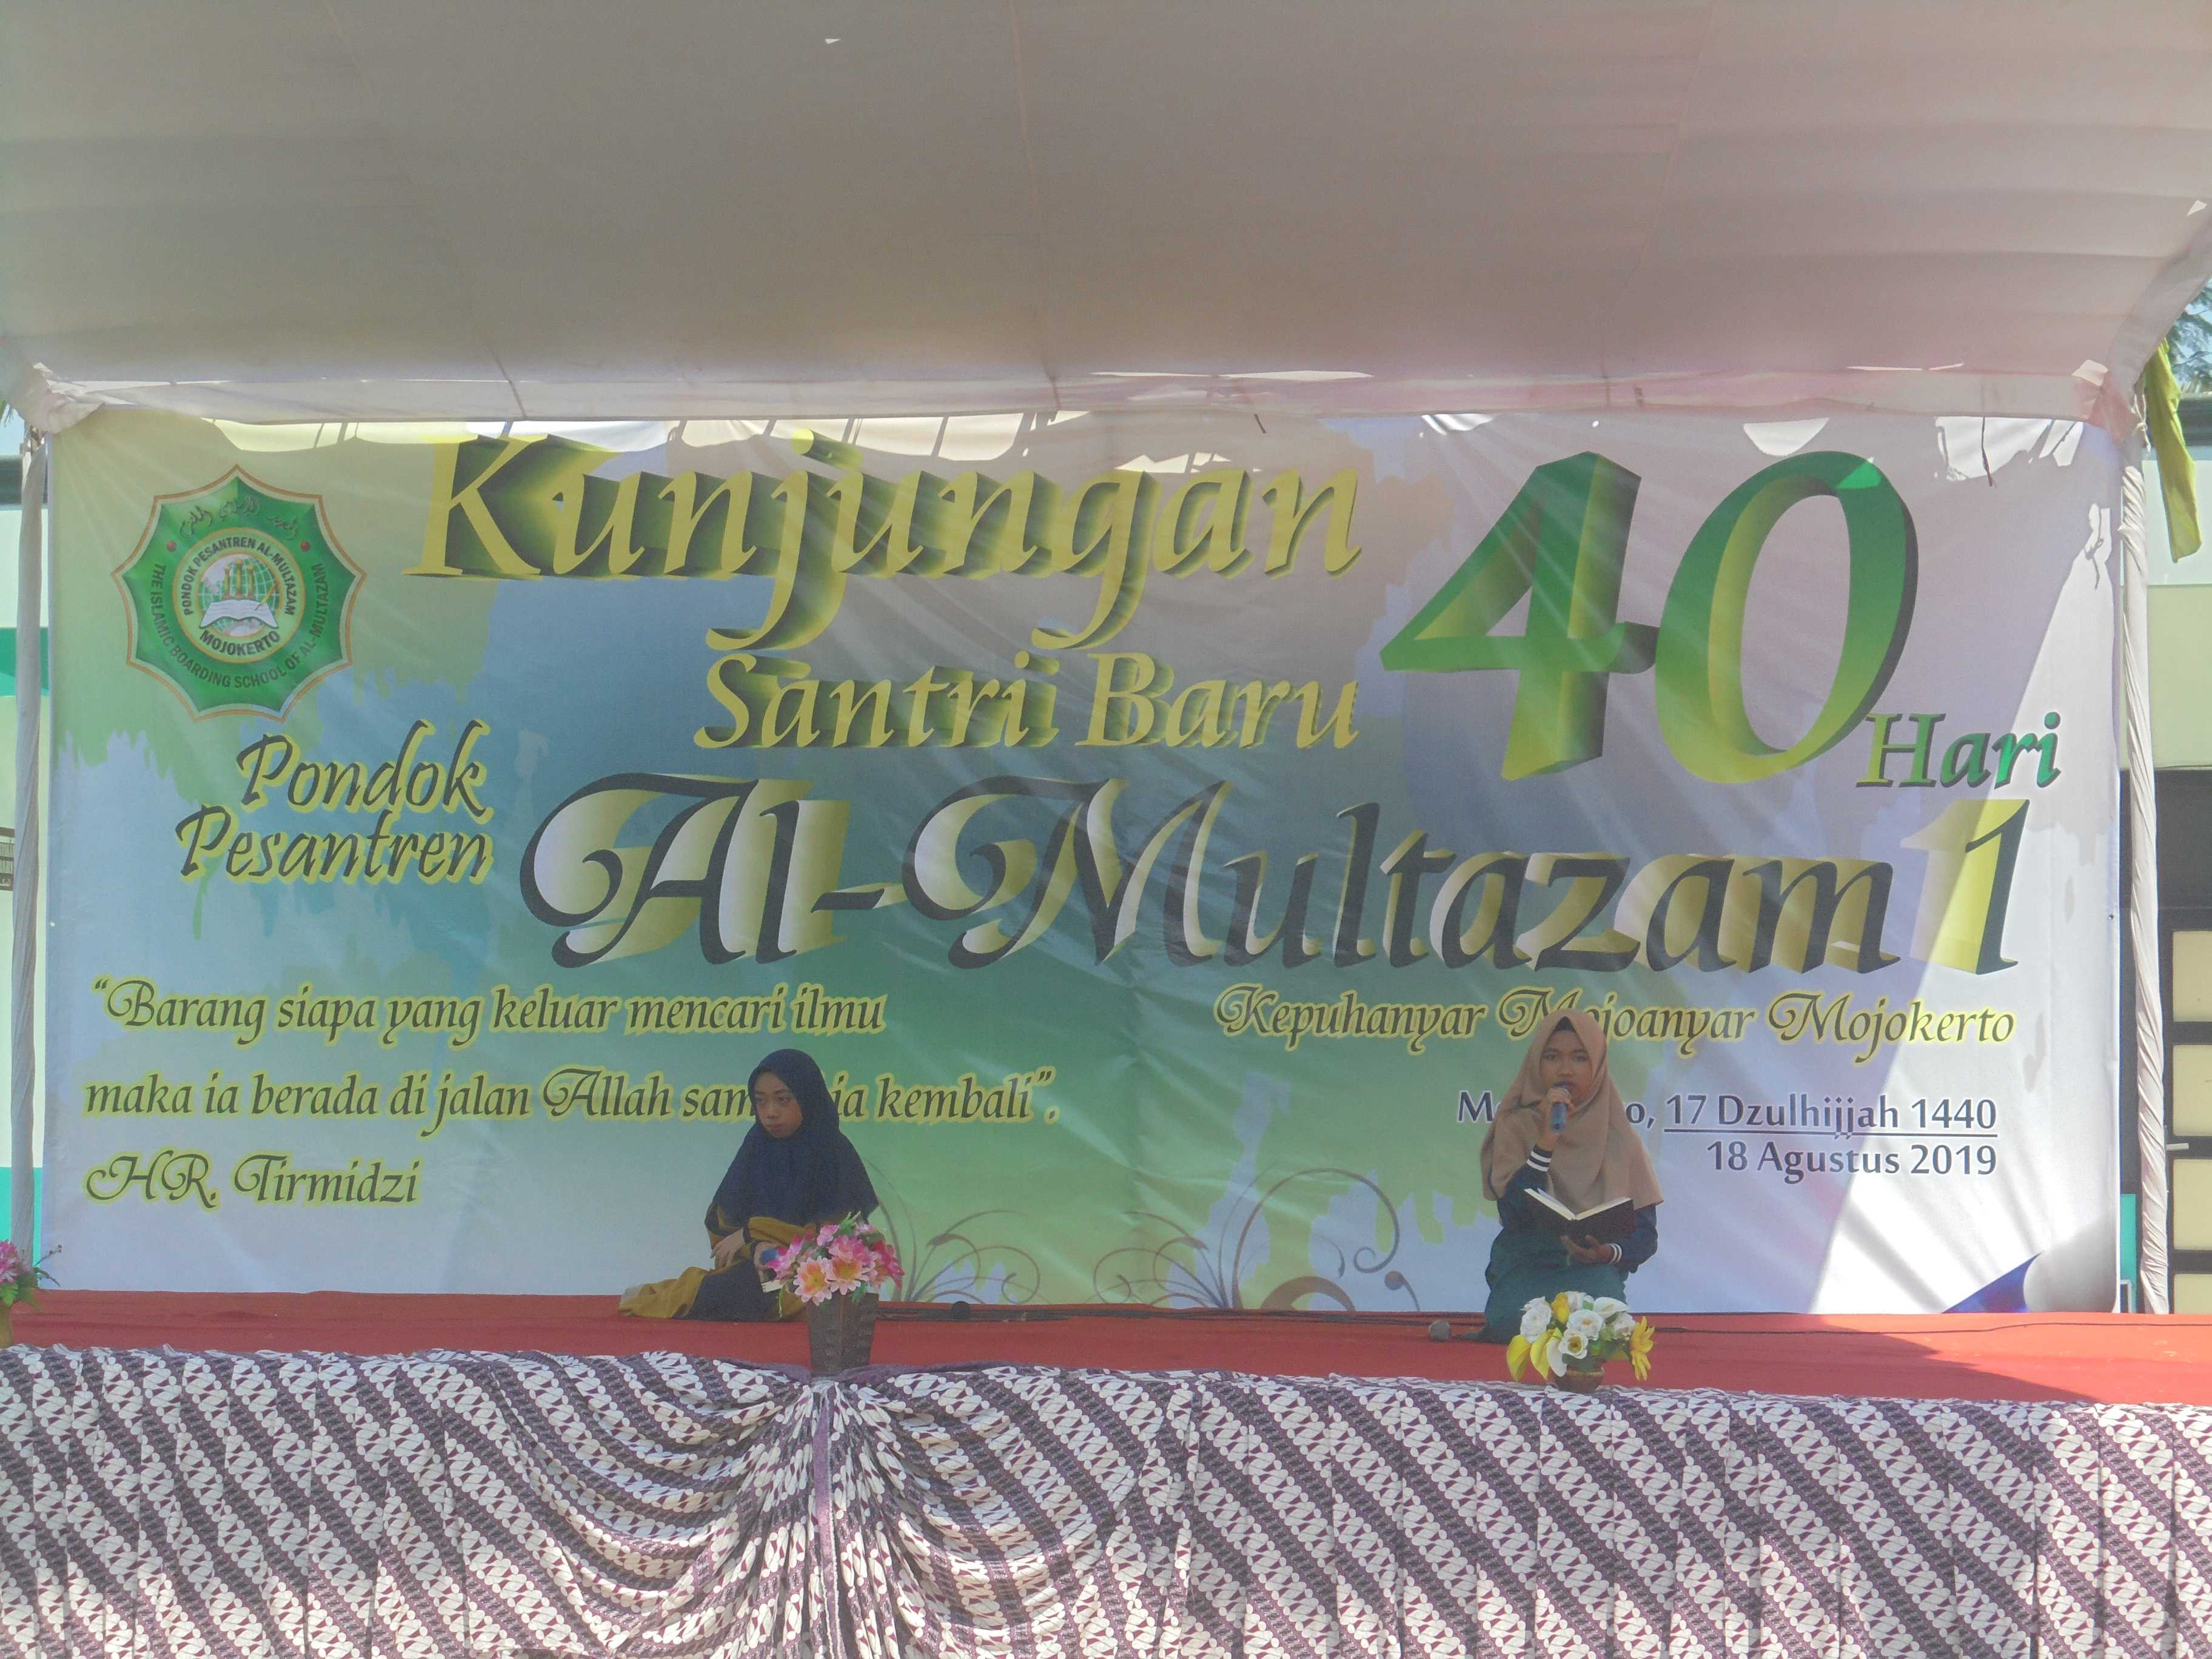 PONDOK PESANTREN AL-MULTAZAM
MOJOKERTO
THE ISLAMIC BOARDING SCHOOL OF AL-MULTAZAM
Kunjungan
Santri Baru
40
Hari
Pondok
Pesantren
Al-Multazam 1
Kepuhanyar Mojoanyar Mojokerto
"Barang siapa yang keluar mencari ilmu
maka ia berada di jalan Allah ia kembali".
HR. Tirmidzi
17 Dzulhijjah 1440
18 Agustus 2019